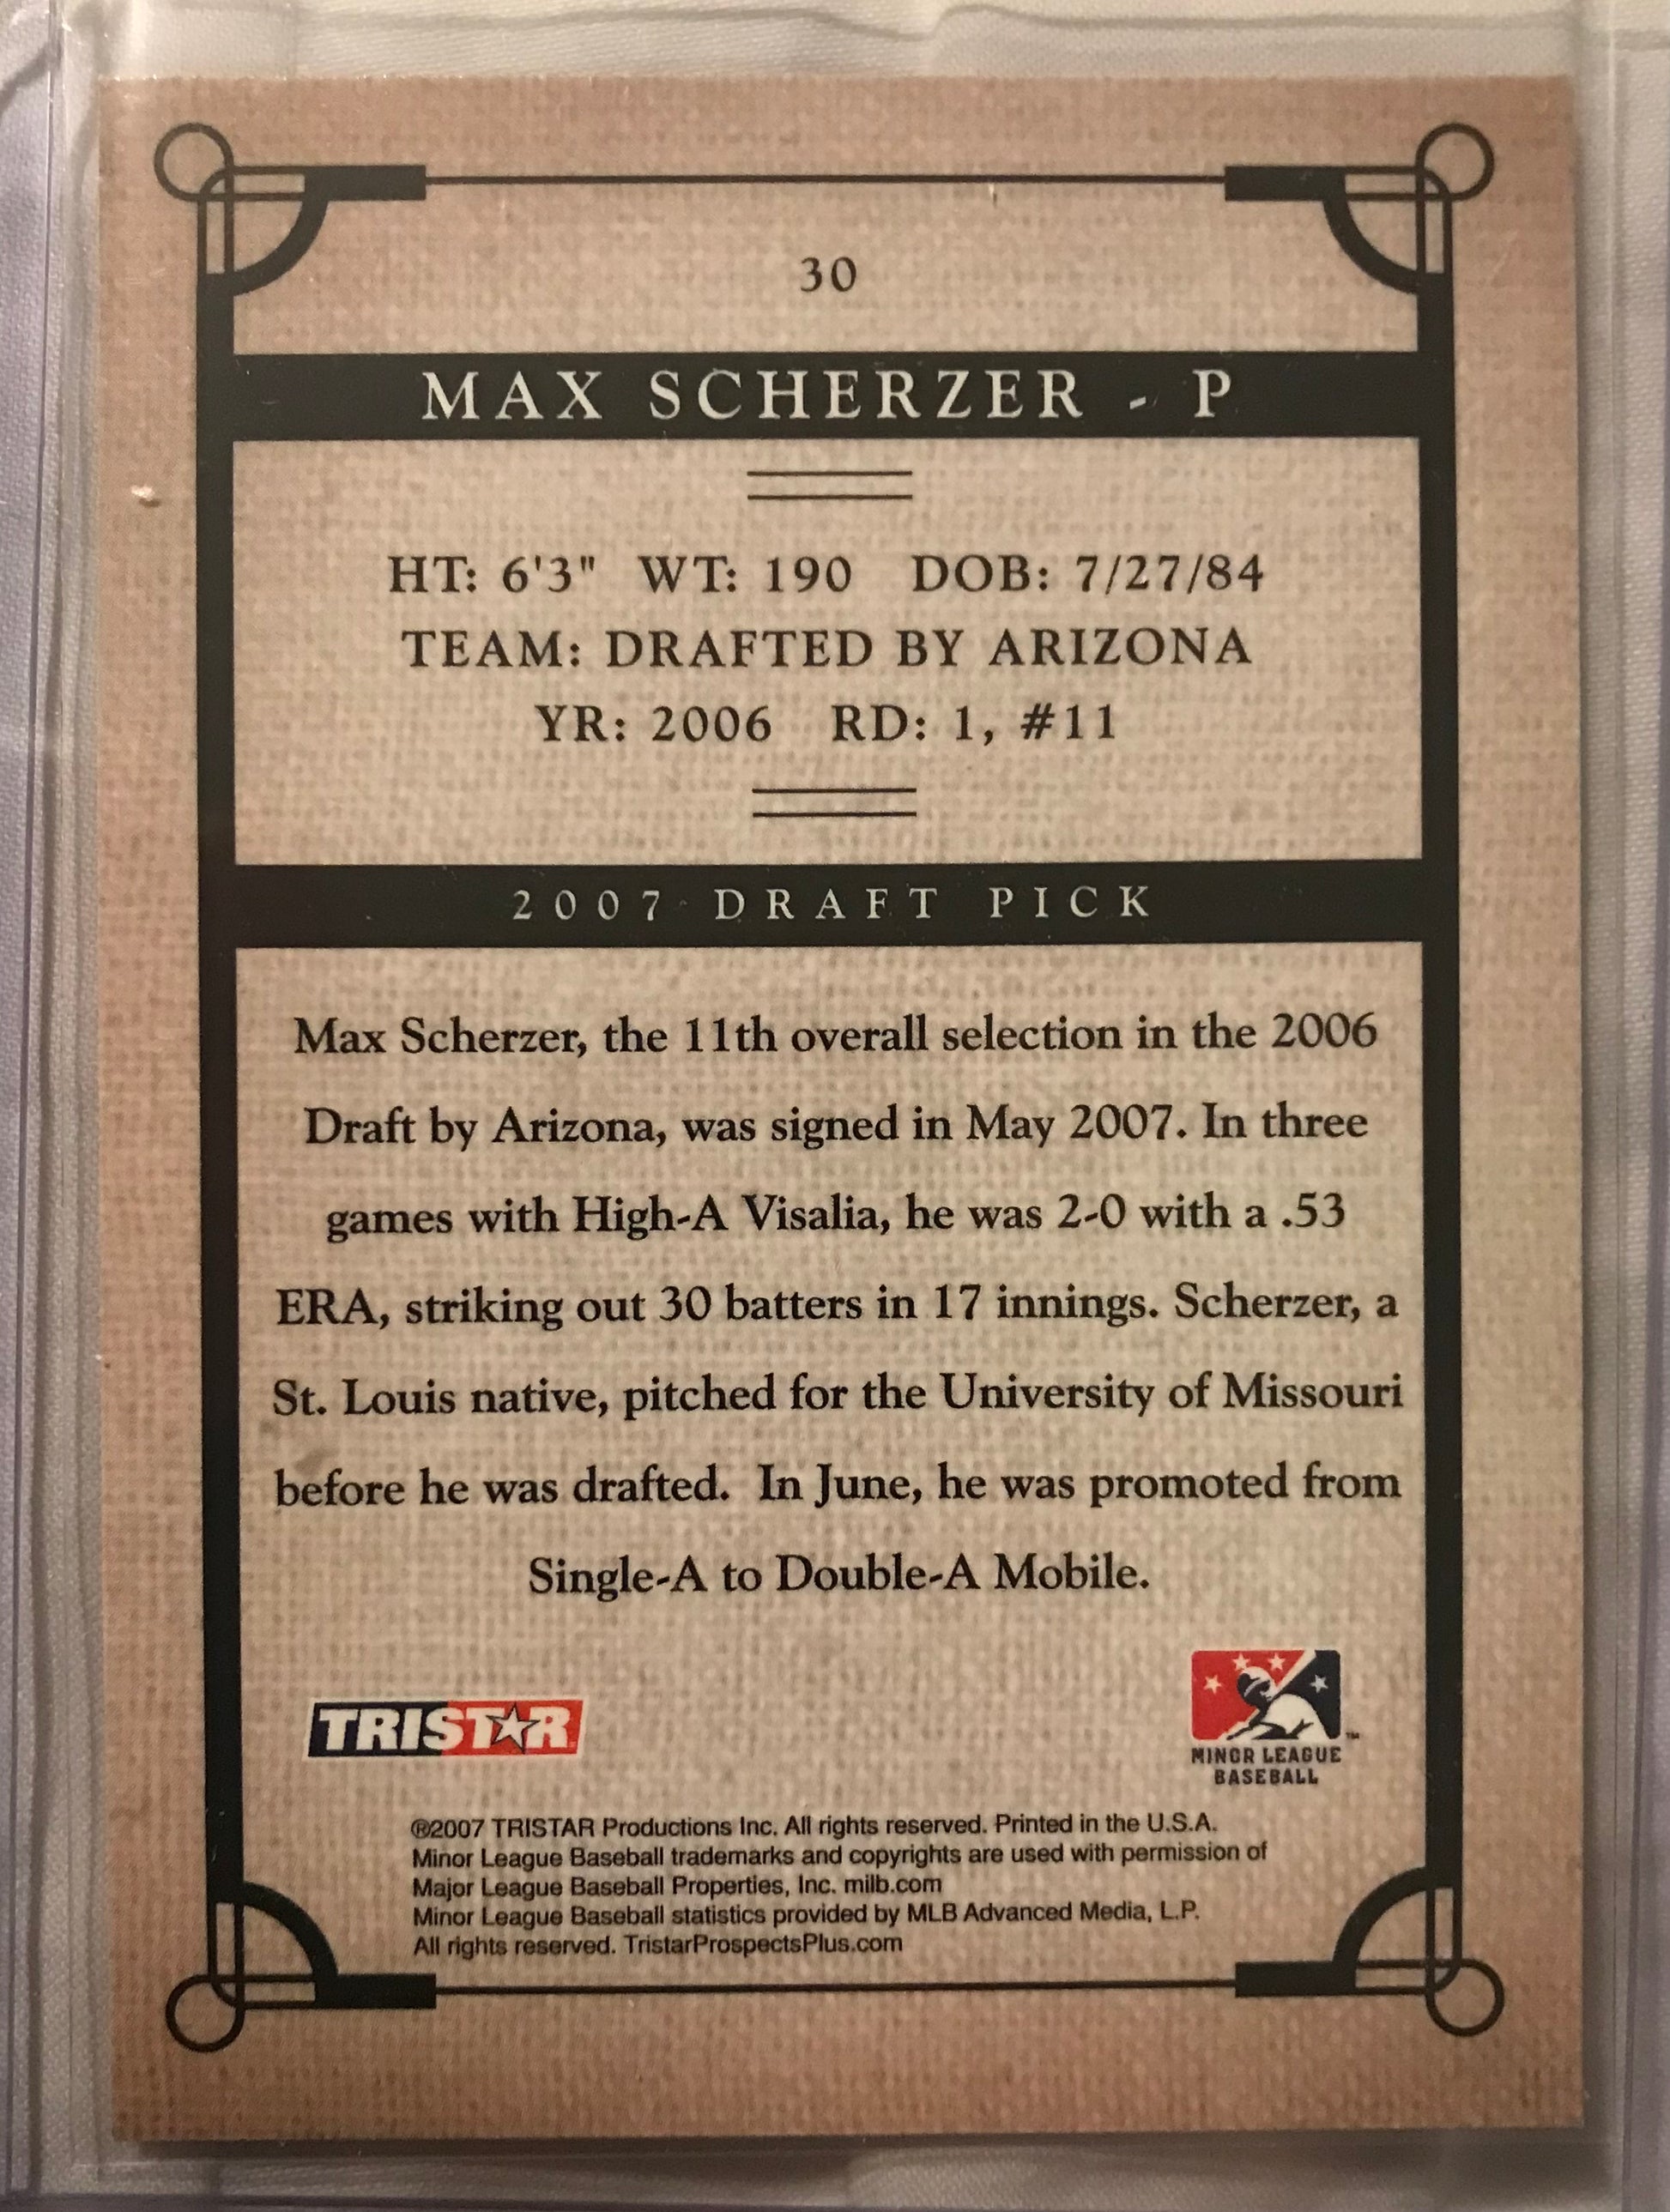 30
MAX SCHERZER - P
HT: 6'3" WT: 190 DOB: 7/27/84
TEAM: DRAFTED BY ARIZONA
YR: 2006 RD: 1, #11
2007 DRAFT PICK
Max Scherzer, the 11th overall selection in the 2006
Draft by Arizona, was signed in May 2007. In three
games with High-A Visalia, he was 2-0 with a .53
ERA, striking out 30 batters in 17 innings. Scherzer, a
St. Louis native, pitched for the University of Missouri
before he was drafted. In June, he was promoted from
Single-A to Double-A Mobile.
TRISTAR
MINOR LEAGUE
BASEBALL
™
®2007 TRISTAR Productions Inc. All rights reserved. Printed in the U.S.A.
Minor League Baseball trademarks and copyrights are used with permission of
Major League Baseball Properties, Inc. milb.com
Minor League Baseball statistics provided by MLB Advanced Media, L.P.
All rights reserved. TristarProspectsPlus.com